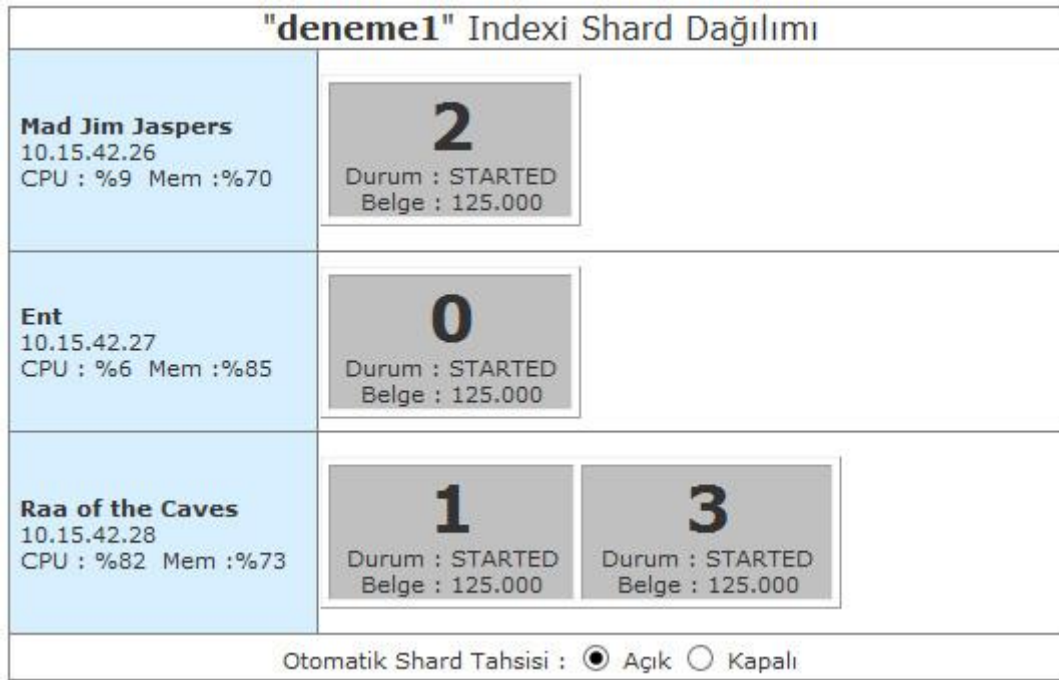 "deneme1" Indexi Shard Dağılımı
Mad Jim Jaspers
10.15.42.26
CPU : %9 Mem :%70
2
Durum : STARTED
Belge : 125.000
Ent
10.15.42.27
CPU : %6 Mem :%85
0
Durum : STARTED
Belge : 125.000
Raa of the Caves
10.15.42.28
CPU : %82 Mem :%73
1
Durum : STARTED
Belge : 125.000
3
Durum : STARTED
Belge : 125.000
Otomatik Shard Tahsisi : Açık Kapalı